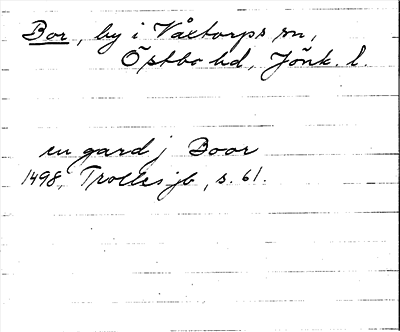 Bor, by i Våxtorps sn,
Östbo hd, Jönk. l.
en gard j Boor
1498, Trolles jb, s. 61.